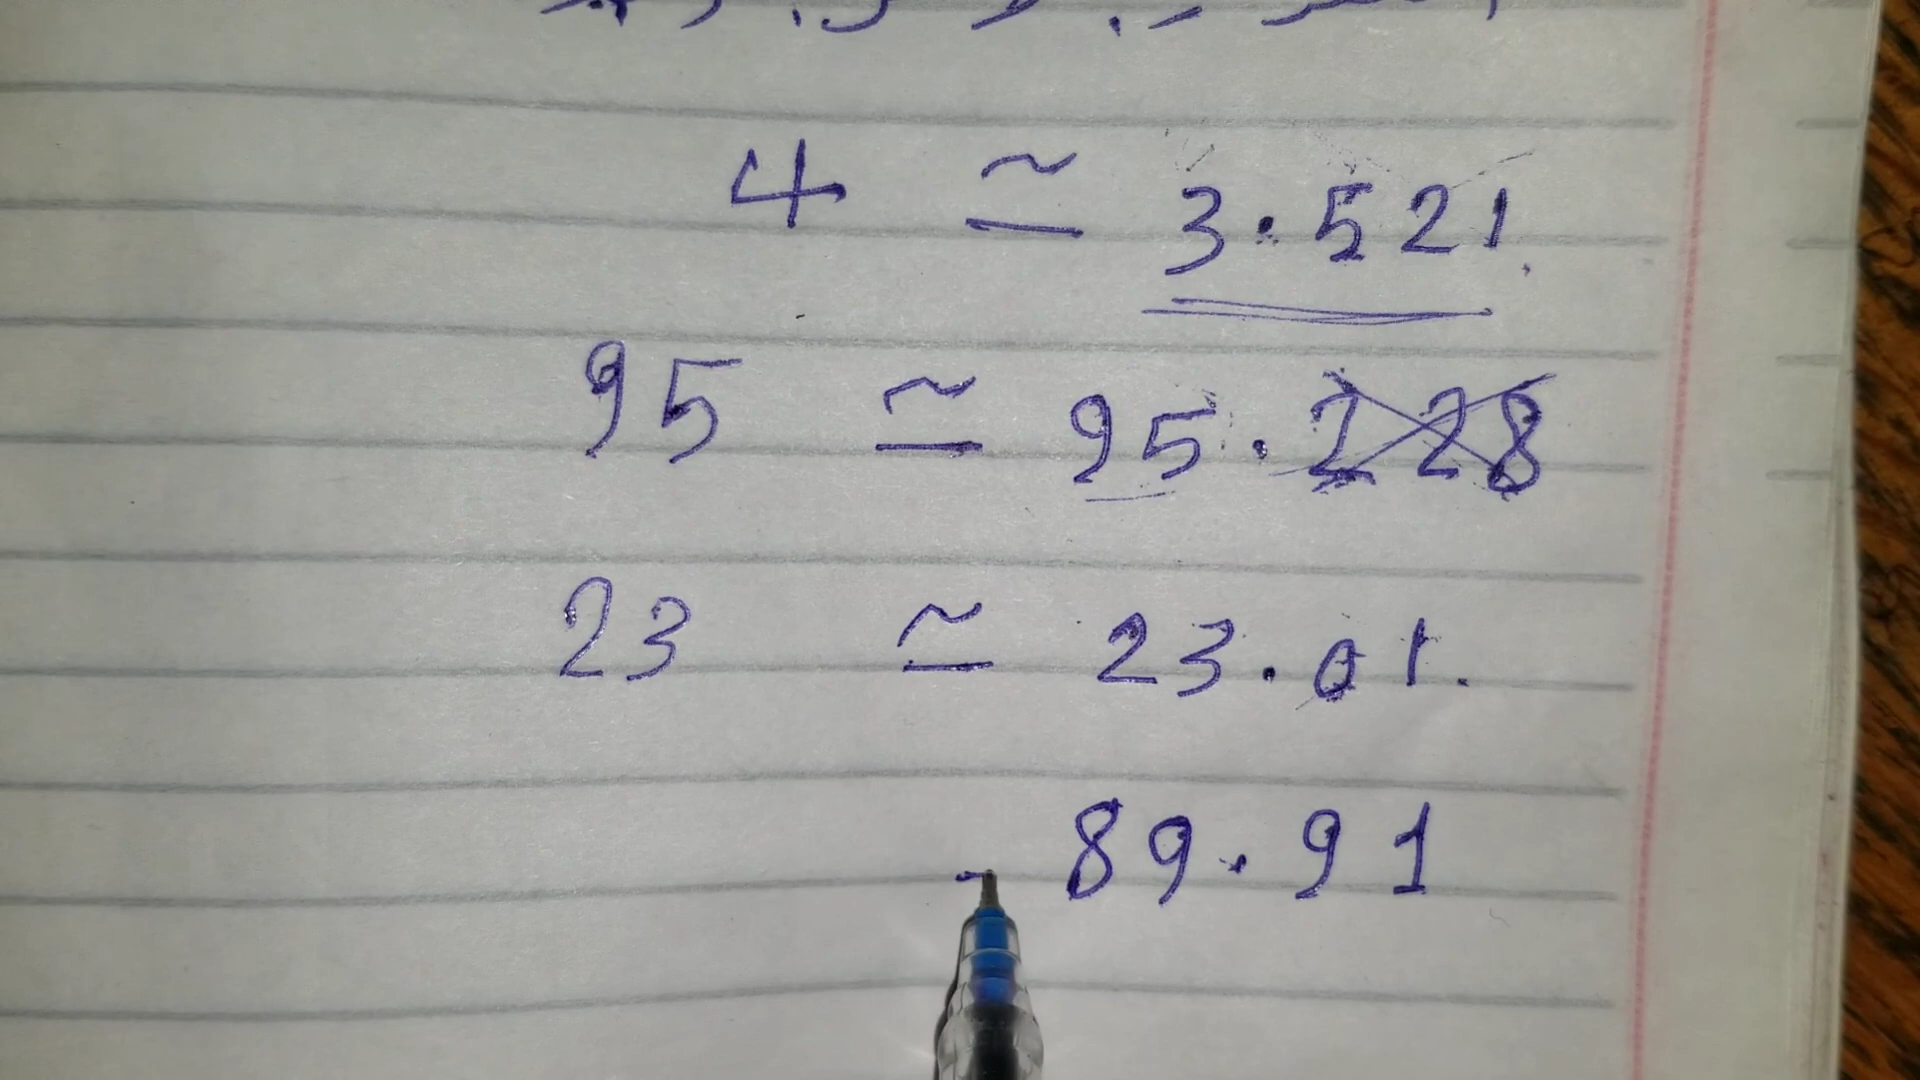 4 ≃ 3.521
95 ≃ 95.228
23 ≃ 23.01.
89.91